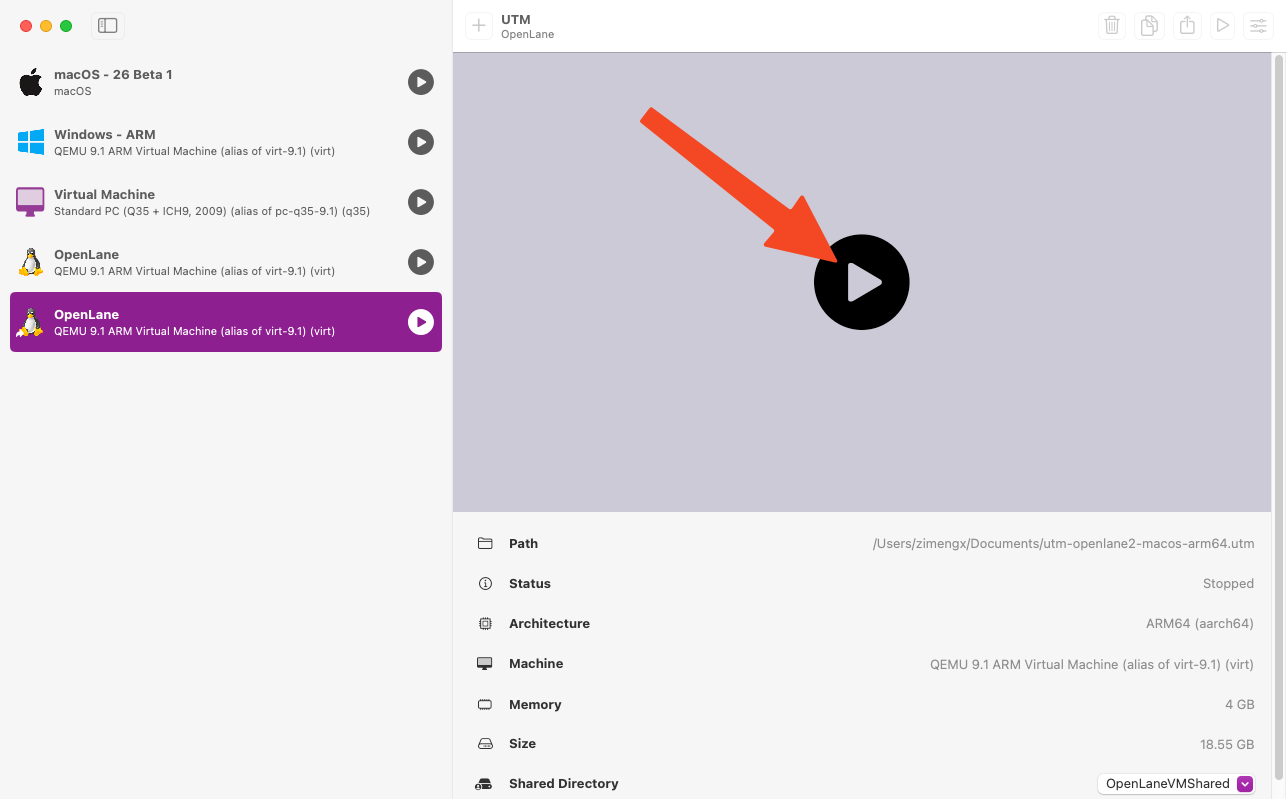 UTM
OpenLane
macOS - 26 Beta 1
macOS
Windows - ARM
QEMU 9.1 ARM Virtual Machine (alias of virt-9.1) (virt)
Virtual Machine
Standard PC (Q35 + ICH9, 2009) (alias of pc-q35-9.1) (q35)
OpenLane
QEMU 9.1 ARM Virtual Machine (alias of virt-9.1) (virt)
OpenLane
QEMU 9.1 ARM Virtual Machine (alias of virt-9.1) (virt)
Path /Users/zimengx/Documents/utm-openlane2-macos-arm64.utm
Status Stopped
Architecture ARM64 (aarch64)
Machine QEMU 9.1 ARM Virtual Machine (alias of virt-9.1) (virt)
Memory 4 GB
Size 18.55 GB
Shared Directory OpenLaneVMShared